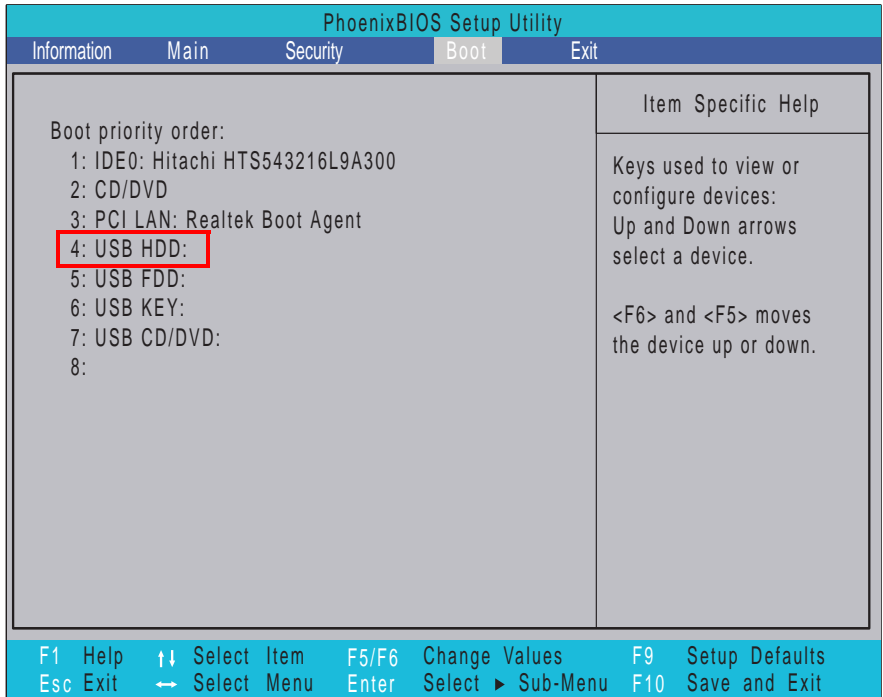 PhoenixBIOS Setup Utility
Information Main Security Boot Exit
Boot priority order:
1: IDE0: Hitachi HTS543216L9A300
2: CD/DVD
3: PCI LAN: Realtek Boot Agent
4: USB HDD:
5: USB FDD:
6: USB KEY:
7: USB CD/DVD:
8:
Item Specific Help
Keys used to view or
configure devices:
Up and Down arrows
select a device.
<F6> and <F5> moves
the device up or down.
F1 Help ↑↓ Select Item F5/F6 Change Values F9 Setup Defaults
Esc Exit ↔ Select Menu Enter Select ► Sub-Menu F10 Save and Exit